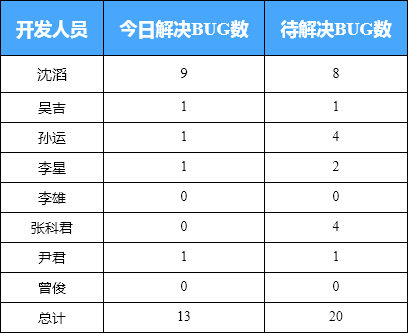 开发人员 今日解决BUG数 待解决BUG数
沈滔 9 8
吴吉 1 1
孙运 1 4
李星 1 2
李雄 0 0
张科君 0 4
尹君 1 1
曾俊 0 0
总计 13 20